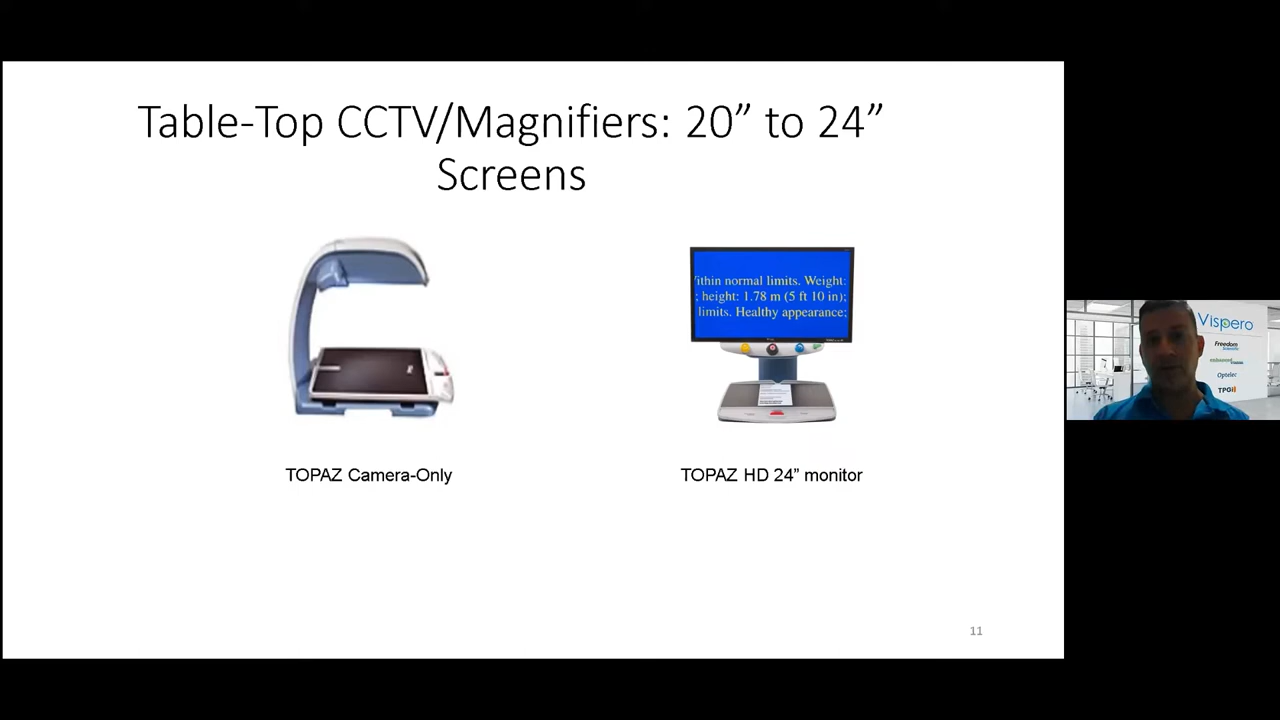 Table-Top CCTV/Magnifiers: 20” to 24”
Screens
ithin normal limits. Weight:
; height: 1.78 m (5 ft 10 in);
limits. Healthy appearance;
TOPAZ Camera-Only
TOPAZ HD 24” monitor
11
Vispero
Freedom
Scientific
Optelec
TPGi